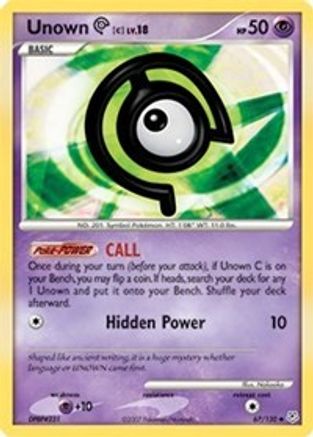 Unown [C] LV.18 HP 50
BASIC
NO. 201 Symbol Pokémon HT: 1'08" WT: 11.0 lbs.
POKé-POWER CALL
Once during your turn (before your attack), if Unown C is on
your Bench, you may flip a coin. If heads, search your deck for any
1 Unown and put it onto your Bench. Shuffle your deck
afterward.
Hidden Power 10
Shaped like ancient writing, it is a huge mystery whether
language or UNOWN came first.
Illus.
weakness resistance retreat cost
+10
©2007 Pokémon/Nintendo
67/130